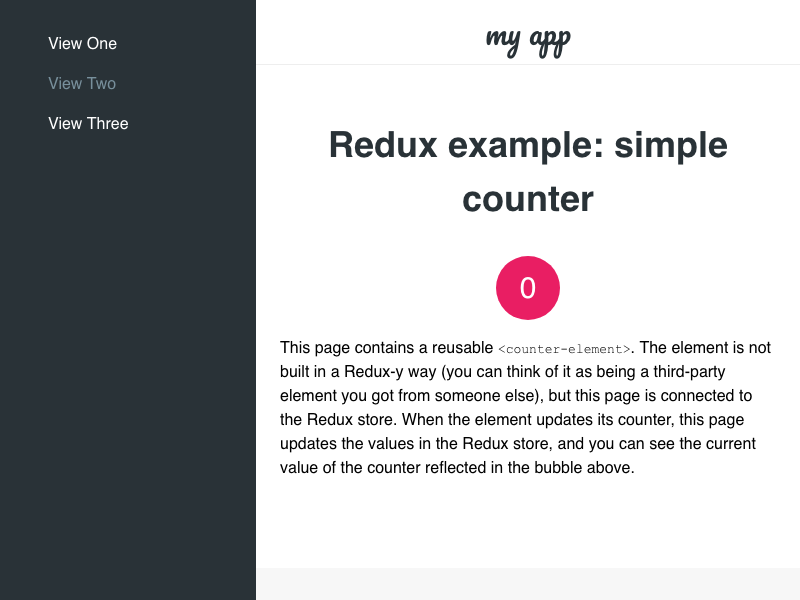 View One
View Two
View Three
my app
Redux example: simple
counter
0
This page contains a reusable <counter-element>. The element is not
built in a Redux-y way (you can think of it as being a third-party
element you got from someone else), but this page is connected to
the Redux store. When the element updates its counter, this page
updates the values in the Redux store, and you can see the current
value of the counter reflected in the bubble above.